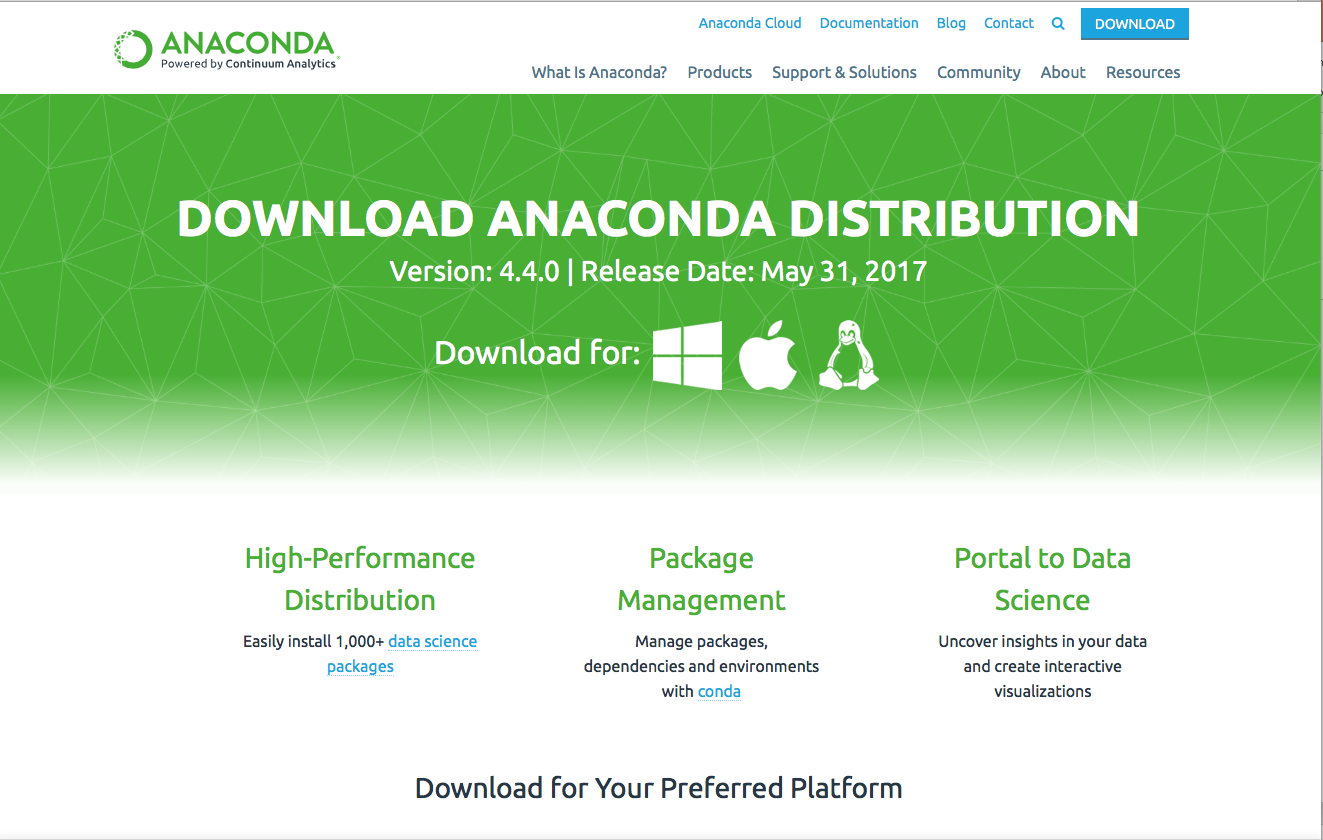 Anaconda Cloud Documentation Blog Contact DOWNLOAD
ANACONDA®
Powered by Continuum Analytics
What Is Anaconda? Products Support & Solutions Community About Resources
DOWNLOAD ANACONDA DISTRIBUTION
Version: 4.4.0 | Release Date: May 31, 2017
Download for:
High-Performance
Distribution
Easily install 1,000+ data science
packages
Package
Management
Manage packages,
dependencies and environments
with conda
Portal to Data
Science
Uncover insights in your data
and create interactive
visualizations
Download for Your Preferred Platform